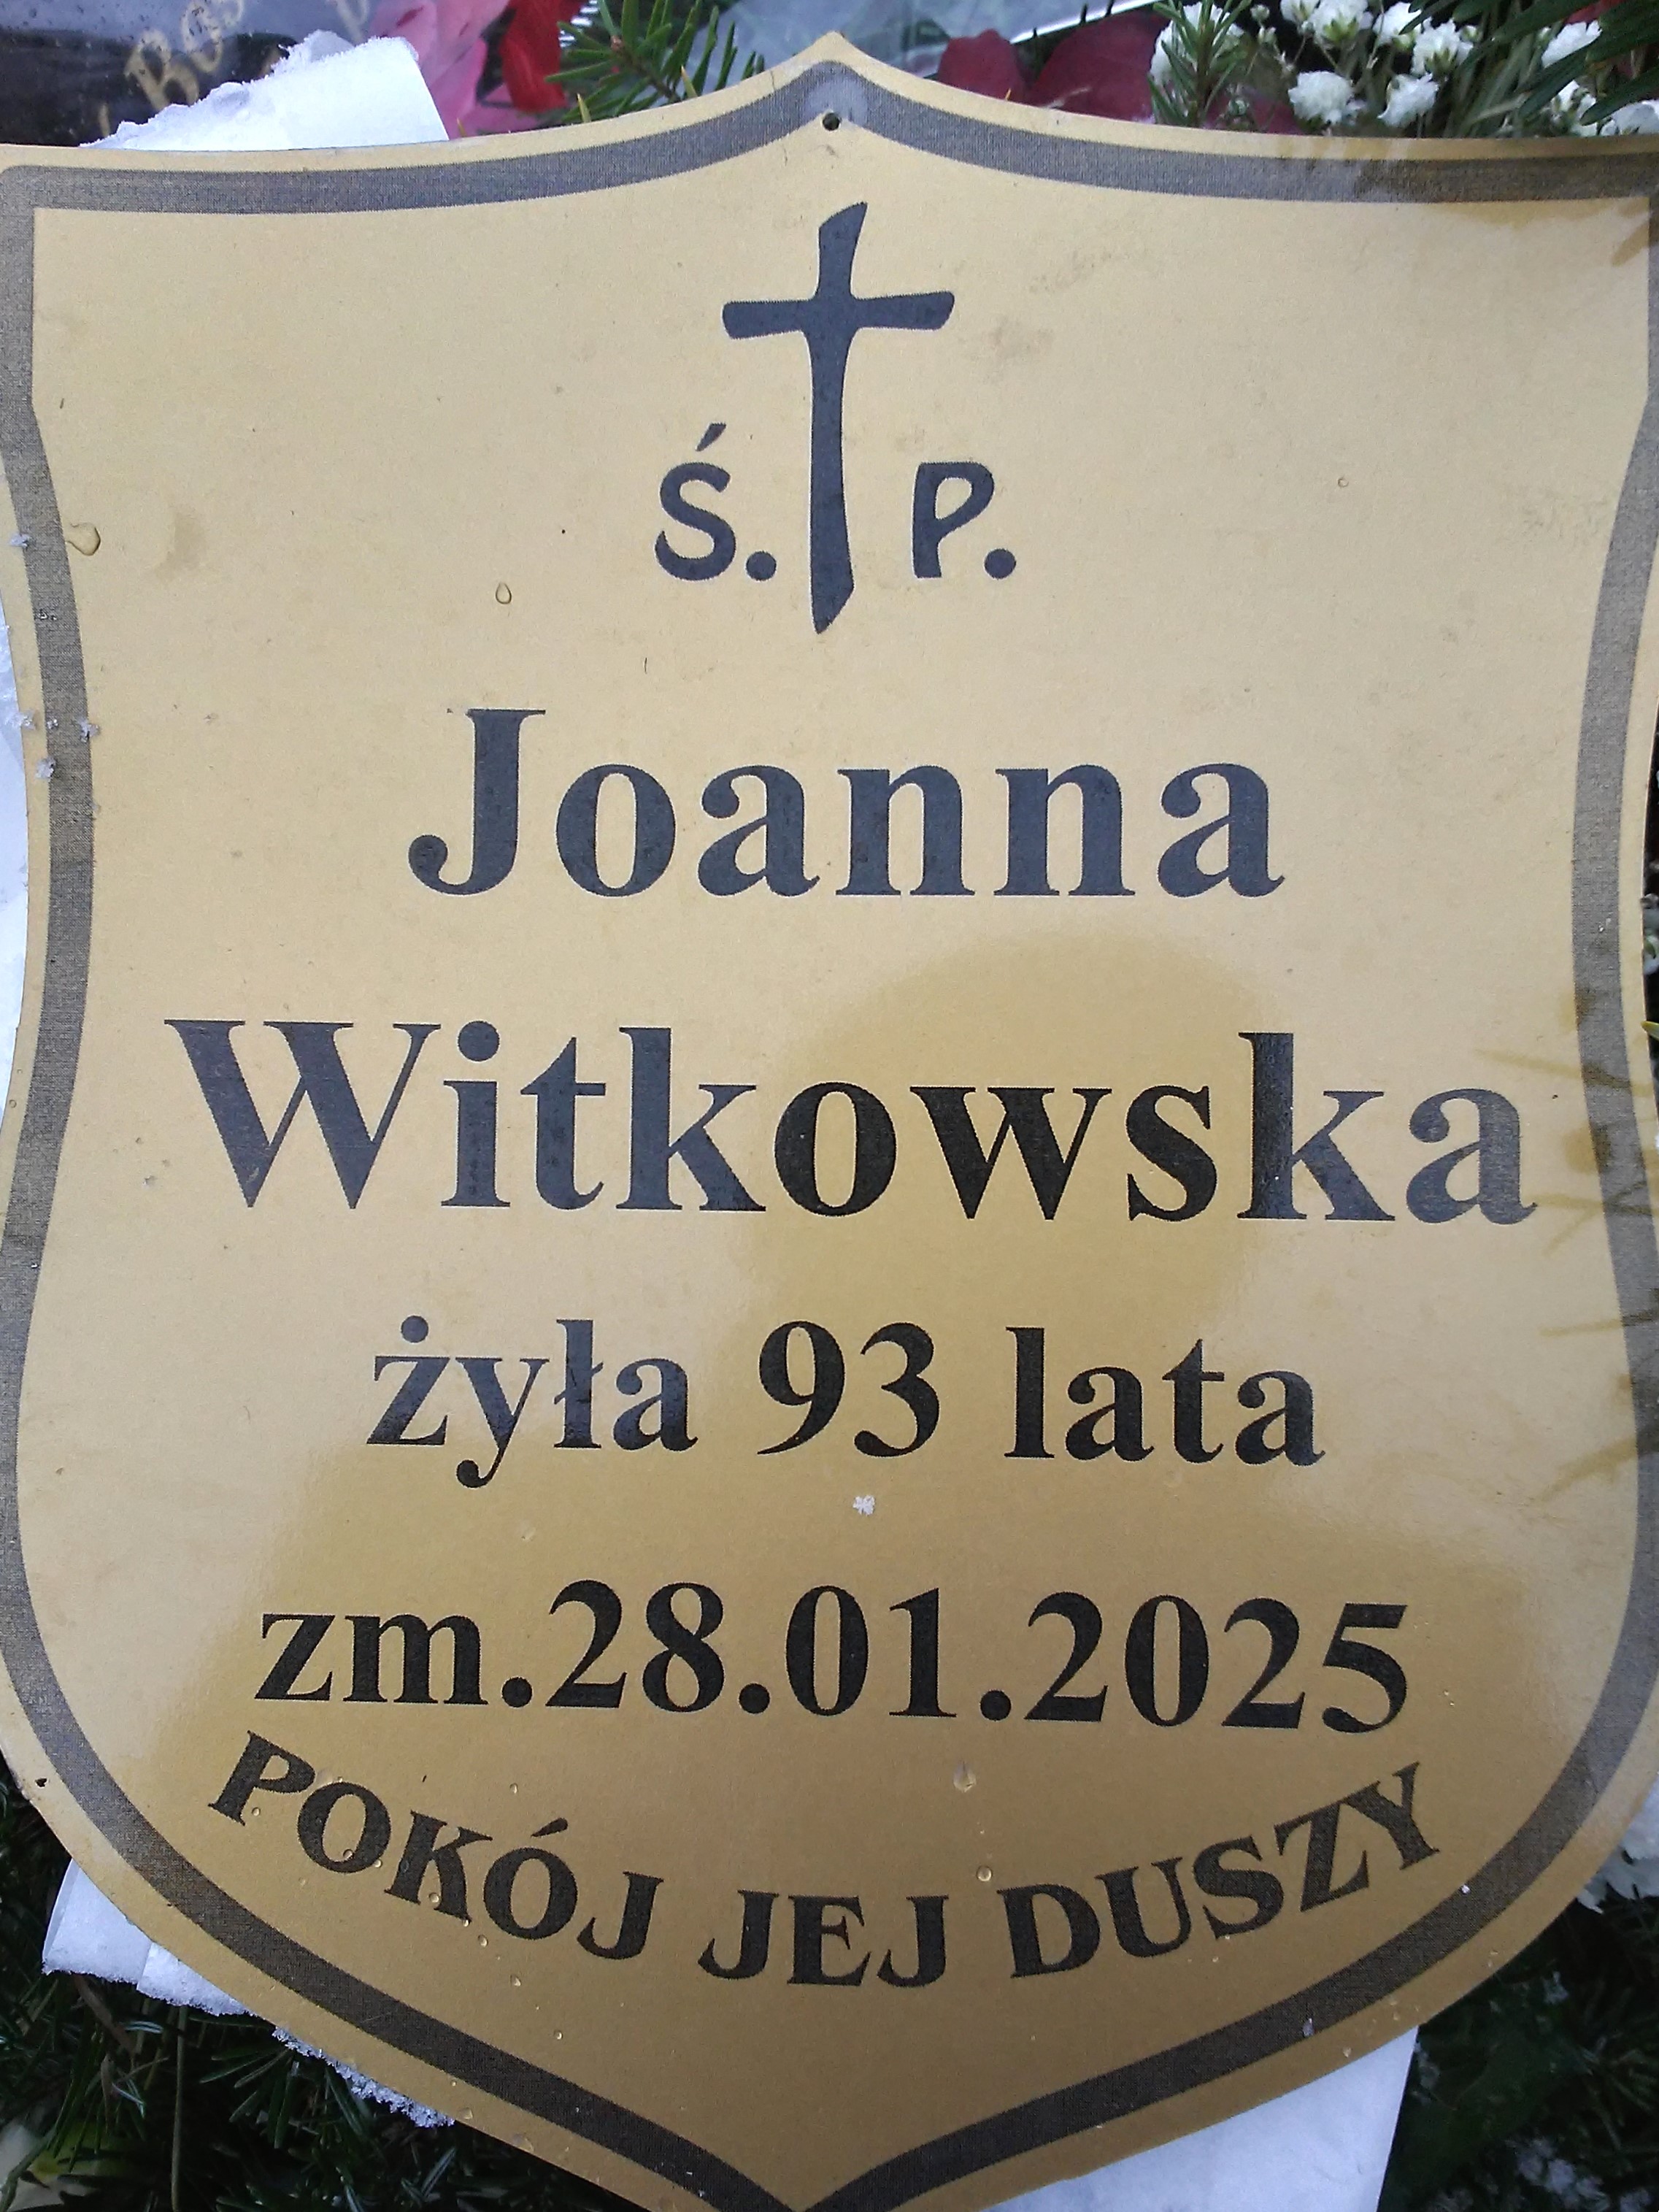 Ś. P.
Joanna
Witkowska
żyła 93 lata
zm.28.01.2025
POKÓJ JEJ DUSZY